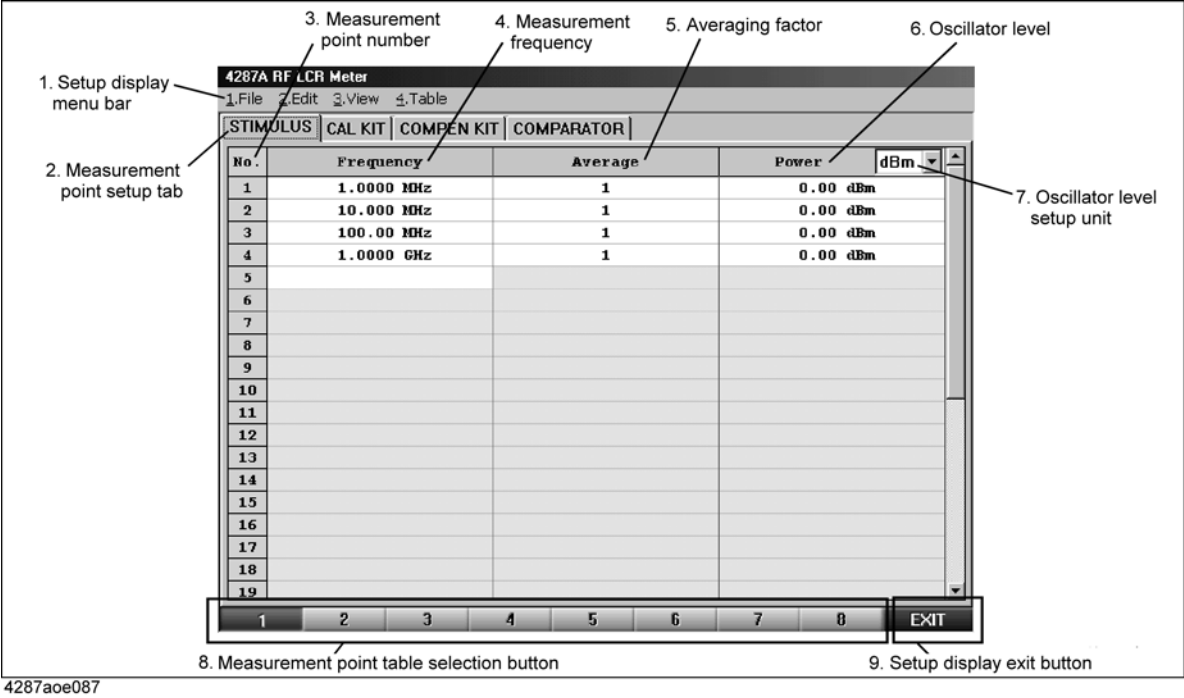 3. Measurement
point number
4. Measurement
frequency
5. Averaging factor
6. Oscillator level
1. Setup display
menu bar
2. Measurement
point setup tab
7. Oscillator level
setup unit
4287A RF LCR Meter
1.File 2.Edit 3.View 4.Table
STIMULUS CAL KIT COMPEN KIT COMPARATOR
No. Frequency Average Power dBm
1 1.0000 MHz 1 0.00 dBm
2 10.000 MHz 1 0.00 dBm
3 100.00 MHz 1 0.00 dBm
4 1.0000 GHz 1 0.00 dBm
5
6
7
8
9
10
11
12
13
14
15
16
17
18
19
1 2 3 4 5 6 7 8 EXIT
8. Measurement point table selection button
9. Setup display exit button
4287aoe087